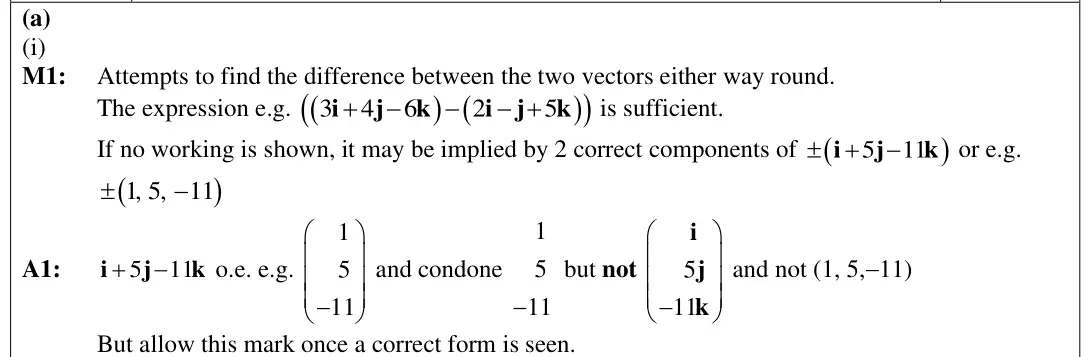 (a)
(i)
M1: Attempts to find the difference between the two vectors either way round.
The expression e.g. ((3i+4j−6k)−(2i−j+5k)) is sufficient.
If no working is shown, it may be implied by 2 correct components of ±(i+5j−11k) or e.g.
±(1, 5, −11)
A1: i+5j−11k o.e. e.g. (1 5 −11) and condone 1 5 −11 but not (i 5j −11k) and not (1, 5,−11)
But allow this mark once a correct form is seen.